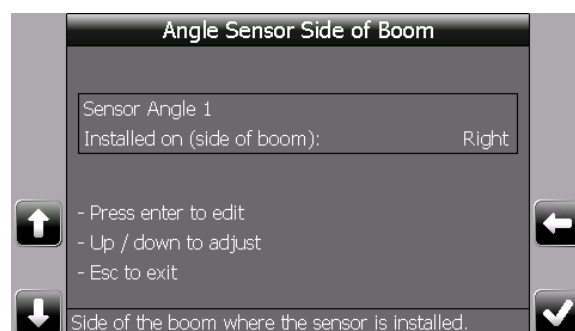 Angle Sensor Side of Boom
Sensor Angle 1
Installed on (side of boom): Right
- Press enter to edit
- Up / down to adjust
- Esc to exit
Side of the boom where the sensor is installed.